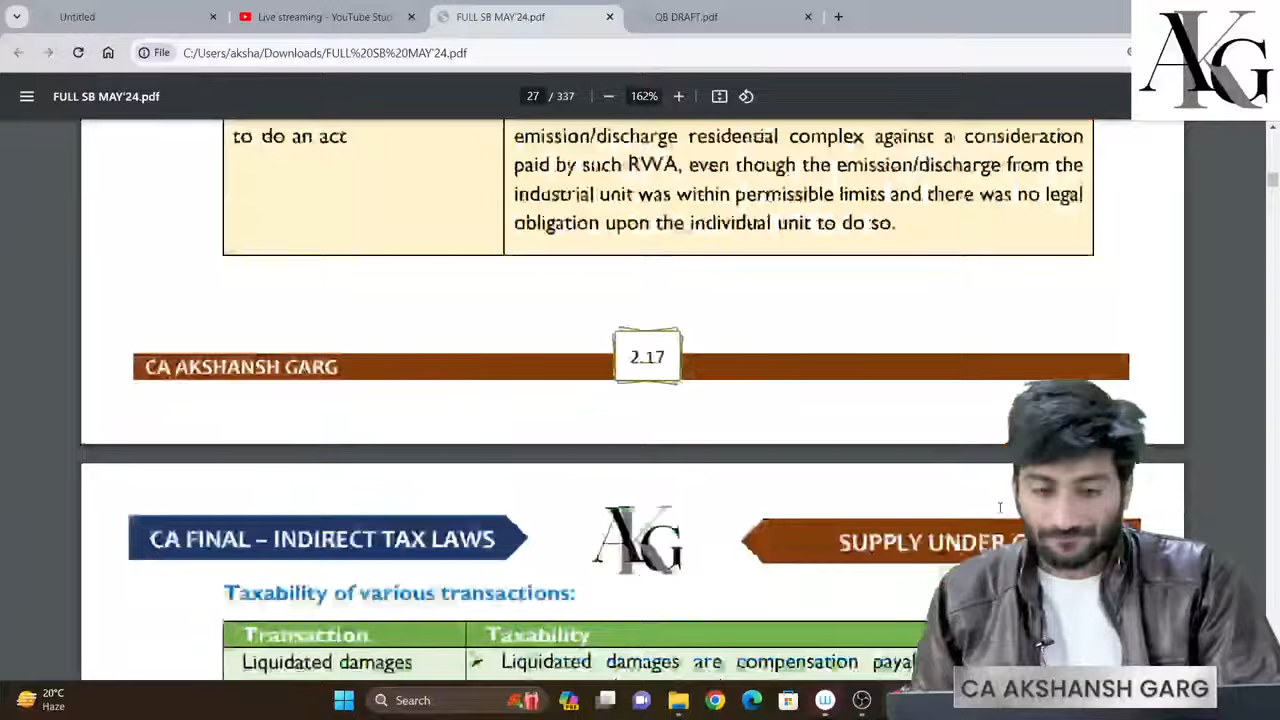 Untitled
Live streaming - YouTube Stud
FULL SB MAY'24.pdf
QB DRAFT.pdf
File
C:/Users/aksha/Downloads/FULL%20SB%20MAY'24.pdf
AKG
FULL SB MAY'24.pdf
27 / 337
162%
to do an act
emission/discharge residential complex against a consideration
paid by such RWA, even though the emission/discharge from the
industrial unit was within permissible limits and there was no legal
obligation upon the individual unit to do so.
CA AKSHANSH GARG
2.17
CA FINAL – INDIRECT TAX LAWS
AKG
SUPPLY UNDER G
Taxability of various transactions:
Transaction
Taxability
Liquidated damages
Liquidated damages are compensation payal
CA AKSHANSH GARG
20°C
Haze
Search